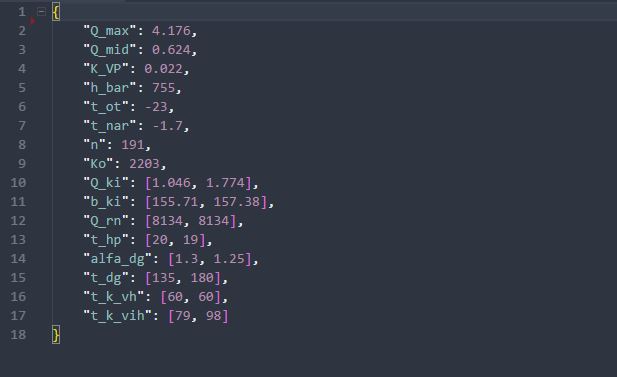 1 {
2 "Q_max": 4.176,
3 "Q_mid": 0.624,
4 "K_VP": 0.022,
5 "h_bar": 755,
6 "t_ot": -23,
7 "t_nar": -1.7,
8 "n": 191,
9 "Ko": 2203,
10 "Q_ki": [1.046, 1.774],
11 "b_ki": [155.71, 157.38],
12 "Q_rn": [8134, 8134],
13 "t_hp": [20, 19],
14 "alfa_dg": [1.3, 1.25],
15 "t_dg": [135, 180],
16 "t_k_vh": [60, 60],
17 "t_k_vih": [79, 98]
18 }